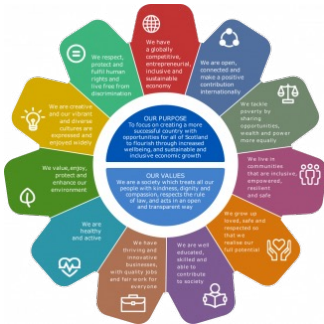 We have
a globally
competitive,
entrepreneurial,
inclusive and
sustainable
economy
We are open,
connected and
make a positive
contribution
internationally
We tackle
poverty by
sharing
opportunities,
wealth and power
more equally
We live in
communities
that are inclusive,
empowered,
resilient
and safe
We grow up
loved, safe and
respected so
that we
realise our
full potential
We are well
educated,
skilled and
able to
contribute
to society
We have
thriving and
innovative
businesses,
with quality jobs
and fair work for
everyone
We are
healthy
and active
We value, enjoy,
protect and
enhance our
environment
We are creative
and our vibrant
and diverse
cultures are
expressed and
enjoyed widely
We respect,
protect and
fulfil human
rights and
live free from
discrimination
OUR PURPOSE
To focus on creating a more
successful country with
opportunities for all of Scotland
to flourish through increased
wellbeing, and sustainable and
inclusive economic growth
OUR VALUES
We are a society which treats all our
people with kindness, dignity and
compassion, respects the rule
of law, and acts in an open
and transparent way